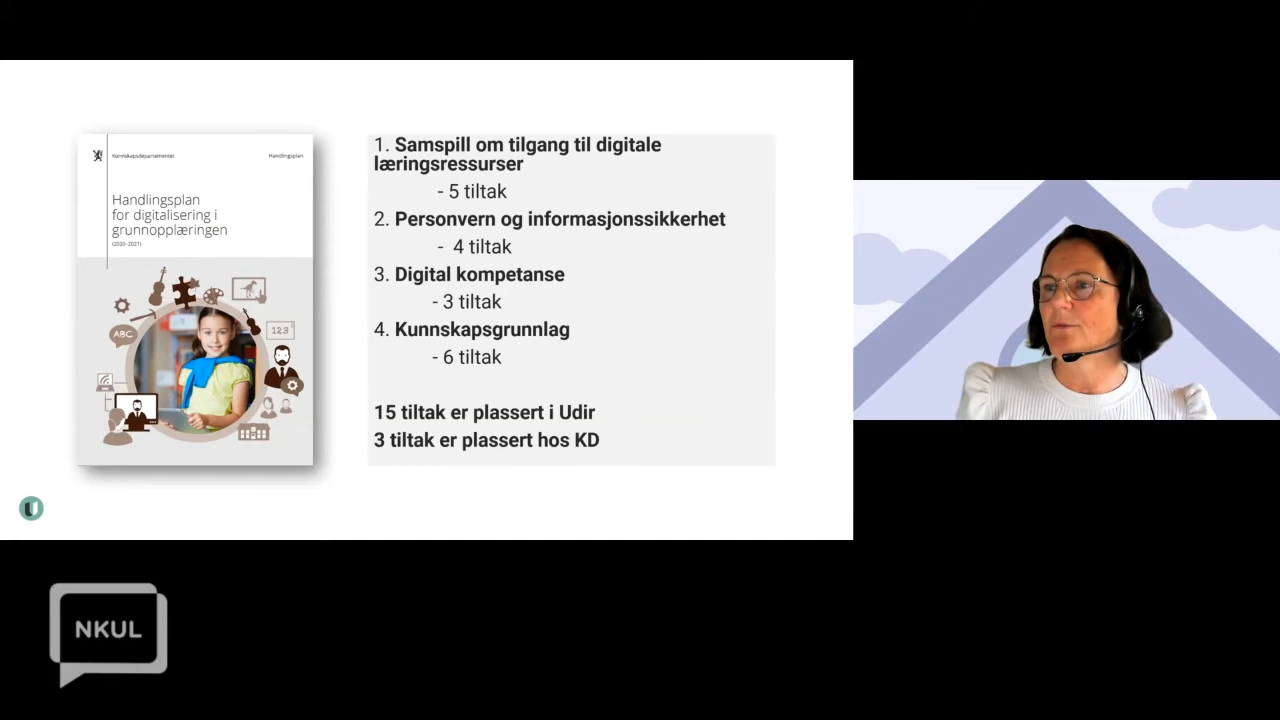 Kunnskapsdepartementet
Handlingsplan
Handlingsplan
for digitalisering i
grunnopplæringen
(2020–2021)
ABC
123
1. Samspill om tilgang til digitale
læringsressurser
- 5 tiltak
2. Personvern og informasjonssikkerhet
- 4 tiltak
3. Digital kompetanse
- 3 tiltak
4. Kunnskapsgrunnlag
- 6 tiltak
15 tiltak er plassert i Udir
3 tiltak er plassert hos KD
NKUL